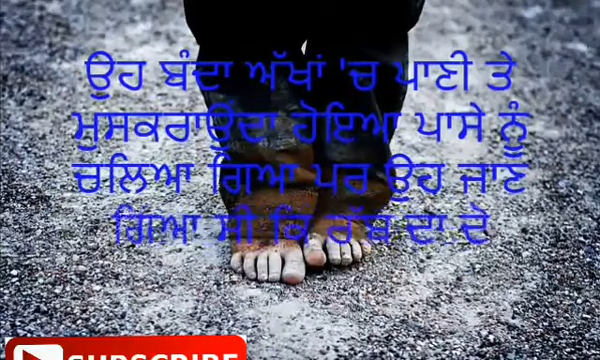 ਉਹ ਬੰਦਾ ਅੱਖਾਂ 'ਚ ਪਾਣੀ ਤੇ
ਮੁਸਕਰਾਉਂਦਾ ਹੋਇਆ ਪਾਸੇ ਨੂੰ
ਚਲਿਆ ਗਿਆ ਪਰ ਉਹ ਜਾਣ
ਗਿਆ ਸੀ ਕਿ ਰੱਬ ਦਾ ਦੋ
SUBSCRIBE